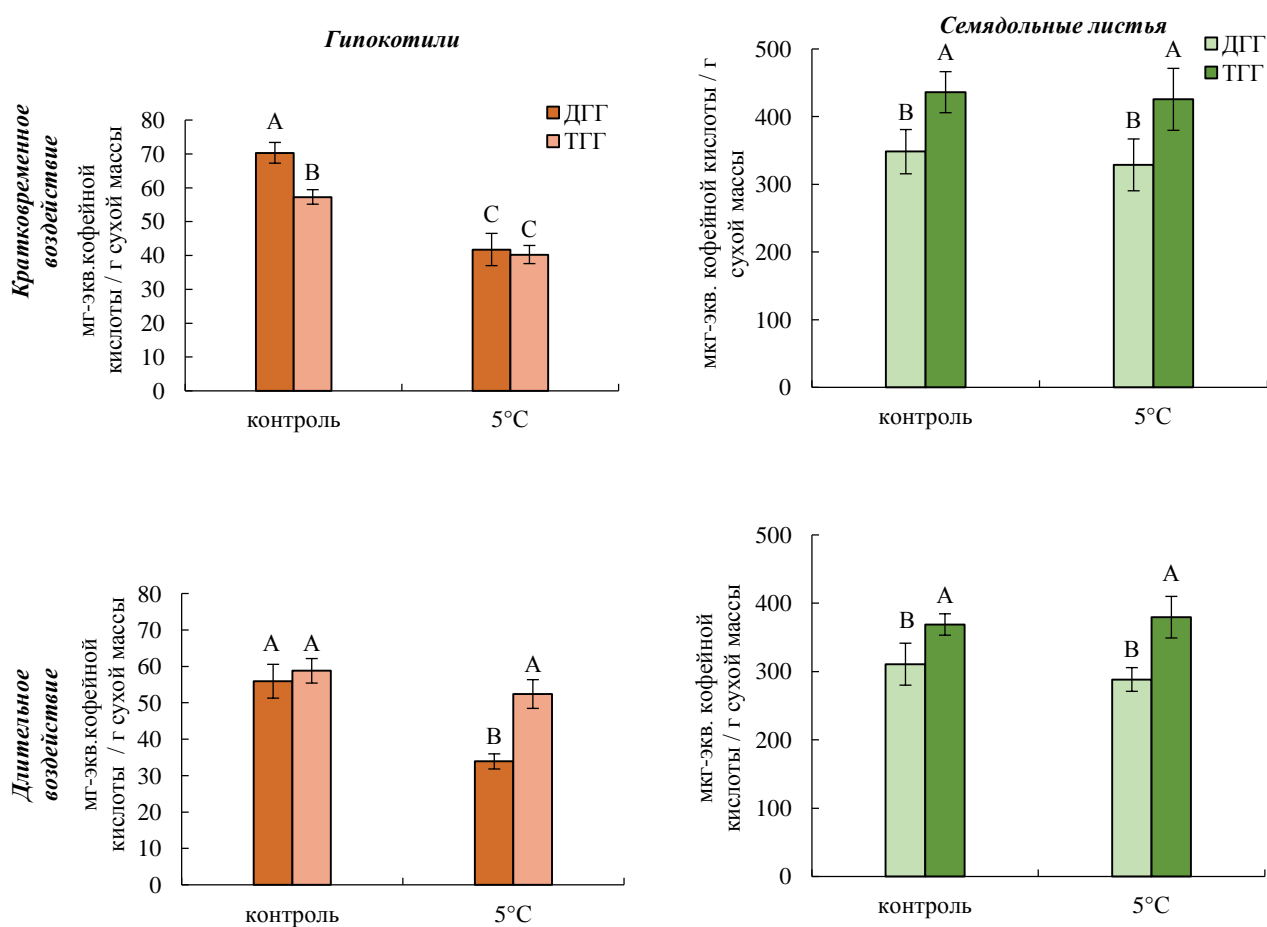 Гипокотили
Семядольные листья
Кратковременное
воздействие
мг-экв.кофейной
кислоты / г сухой массы
80
70
60
50
40
30
20
10
0
A
B
C
C
ДГГ
ТГГ
контроль
5°C
мкг-экв. кофейной кислоты / г
сухой массы
500
400
300
200
100
0
B
A
B
A
ДГГ
ТГГ
контроль
5°C
Длительное
воздействие
мг-экв.кофейной
кислоты / г сухой массы
80
70
60
50
40
30
20
10
0
A
A
B
A
контроль
5°C
мкг-экв. кофейной
кислоты / г сухой массы
500
400
300
200
100
0
B
A
B
A
контроль
5°C